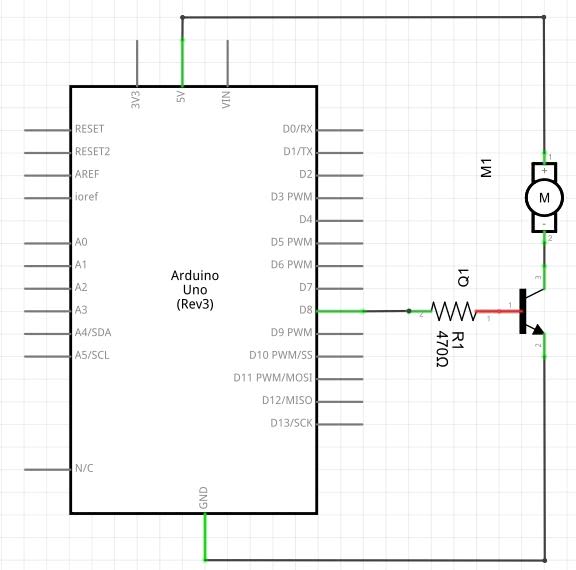 3V3
5V
VIN
RESET
RESET2
AREF
ioref
A0
A1
A2
A3
A4/SDA
A5/SCL
N/C
Arduino
Uno
(Rev3)
D0/RX
D1/TX
D2
D3 PWM
D4
D5 PWM
D6 PWM
D7
D8
D9 PWM
D10 PWM/SS
D11 PWM/MOSI
D12/MISO
D13/SCK
GND
M1
1
+
M
-
2
Q1
3
1
2
2
1
R1
470Ω